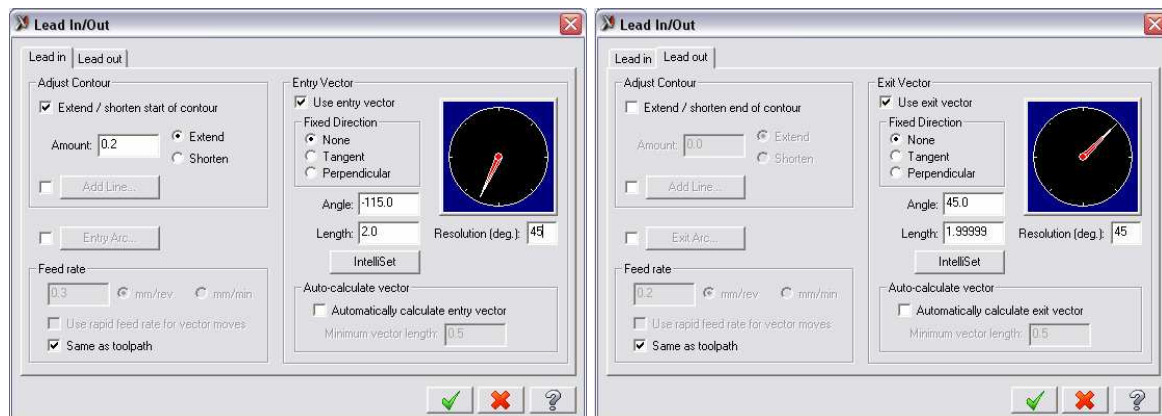 Lead In/Out
Lead in Lead out
Adjust Contour
Extend / shorten start of contour
Amount: 0.2
Extend
Shorten
Add Line...
Entry Arc...
Feed rate
0.3 mm/rev mm/min
Use rapid feed rate for vector moves
Same as toolpath
Entry Vector
Use entry vector
Fixed Direction
None
Tangent
Perpendicular
Angle: -115.0
Length: 2.0 Resolution (deg.): 45
IntelliSet
Auto-calculate vector
Automatically calculate entry vector
Minimum vector length: 0.5
Lead In/Out
Lead in Lead out
Adjust Contour
Extend / shorten end of contour
Amount: 0.0
Extend
Shorten
Add Line...
Exit Arc...
Feed rate
0.2 mm/rev mm/min
Use rapid feed rate for vector moves
Same as toolpath
Exit Vector
Use exit vector
Fixed Direction
None
Tangent
Perpendicular
Angle: 45.0
Length: 1.99999 Resolution (deg.): 45
IntelliSet
Auto-calculate vector
Automatically calculate exit vector
Minimum vector length: 0.5